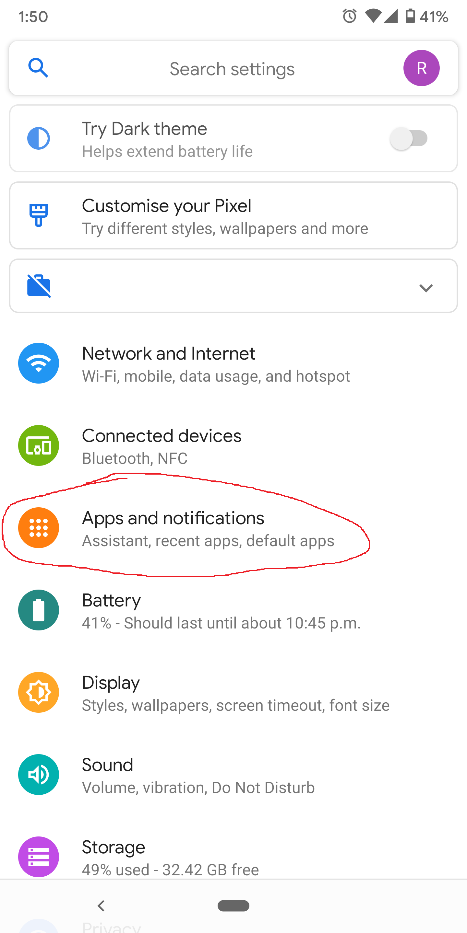 1:50
41%
Search settings
R
Try Dark theme
Helps extend battery life
Customise your Pixel
Try different styles, wallpapers and more
Network and Internet
Wi-Fi, mobile, data usage, and hotspot
Connected devices
Bluetooth, NFC
Apps and notifications
Assistant, recent apps, default apps
Battery
41% - Should last until about 10:45 p.m.
Display
Styles, wallpapers, screen timeout, font size
Sound
Volume, vibration, Do Not Disturb
Storage
49% used - 32.42 GB free
Privacy